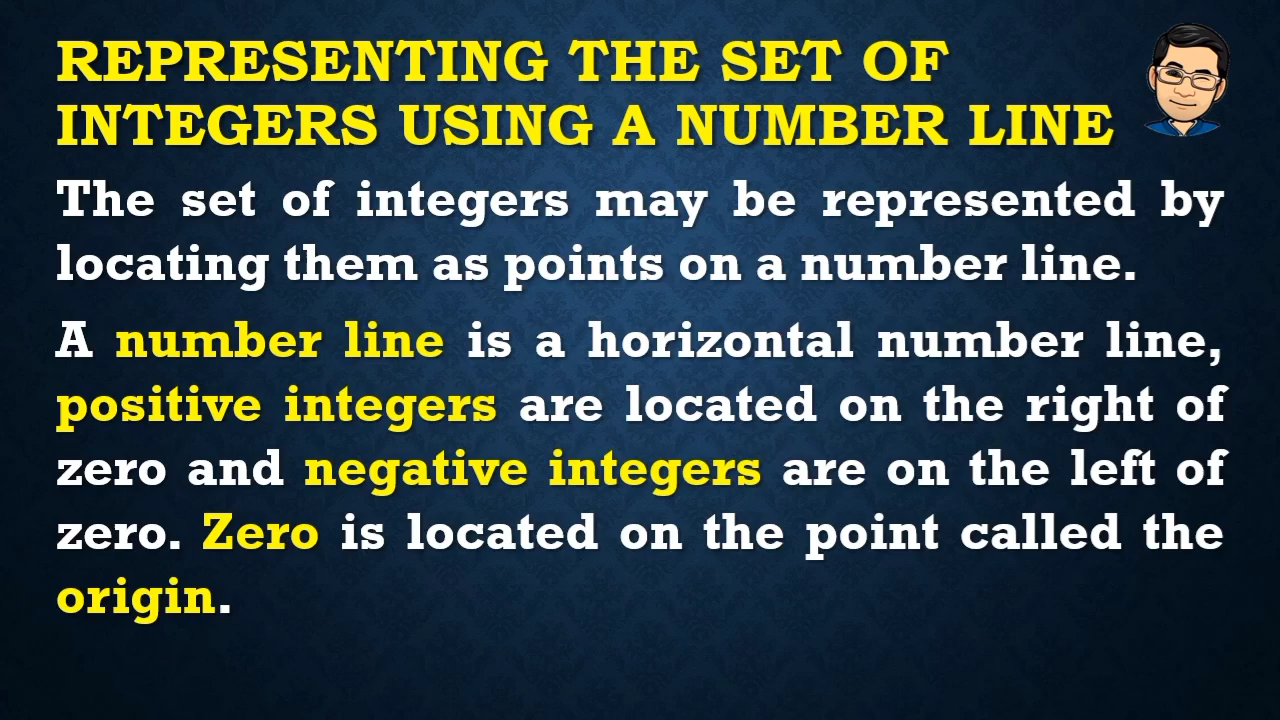 REPRESENTING THE SET OF
INTEGERS USING A NUMBER LINE
The set of integers may be represented by
locating them as points on a number line.
A number line is a horizontal number line,
positive integers are located on the right of
zero and negative integers are on the left of
zero. Zero is located on the point called the
origin.